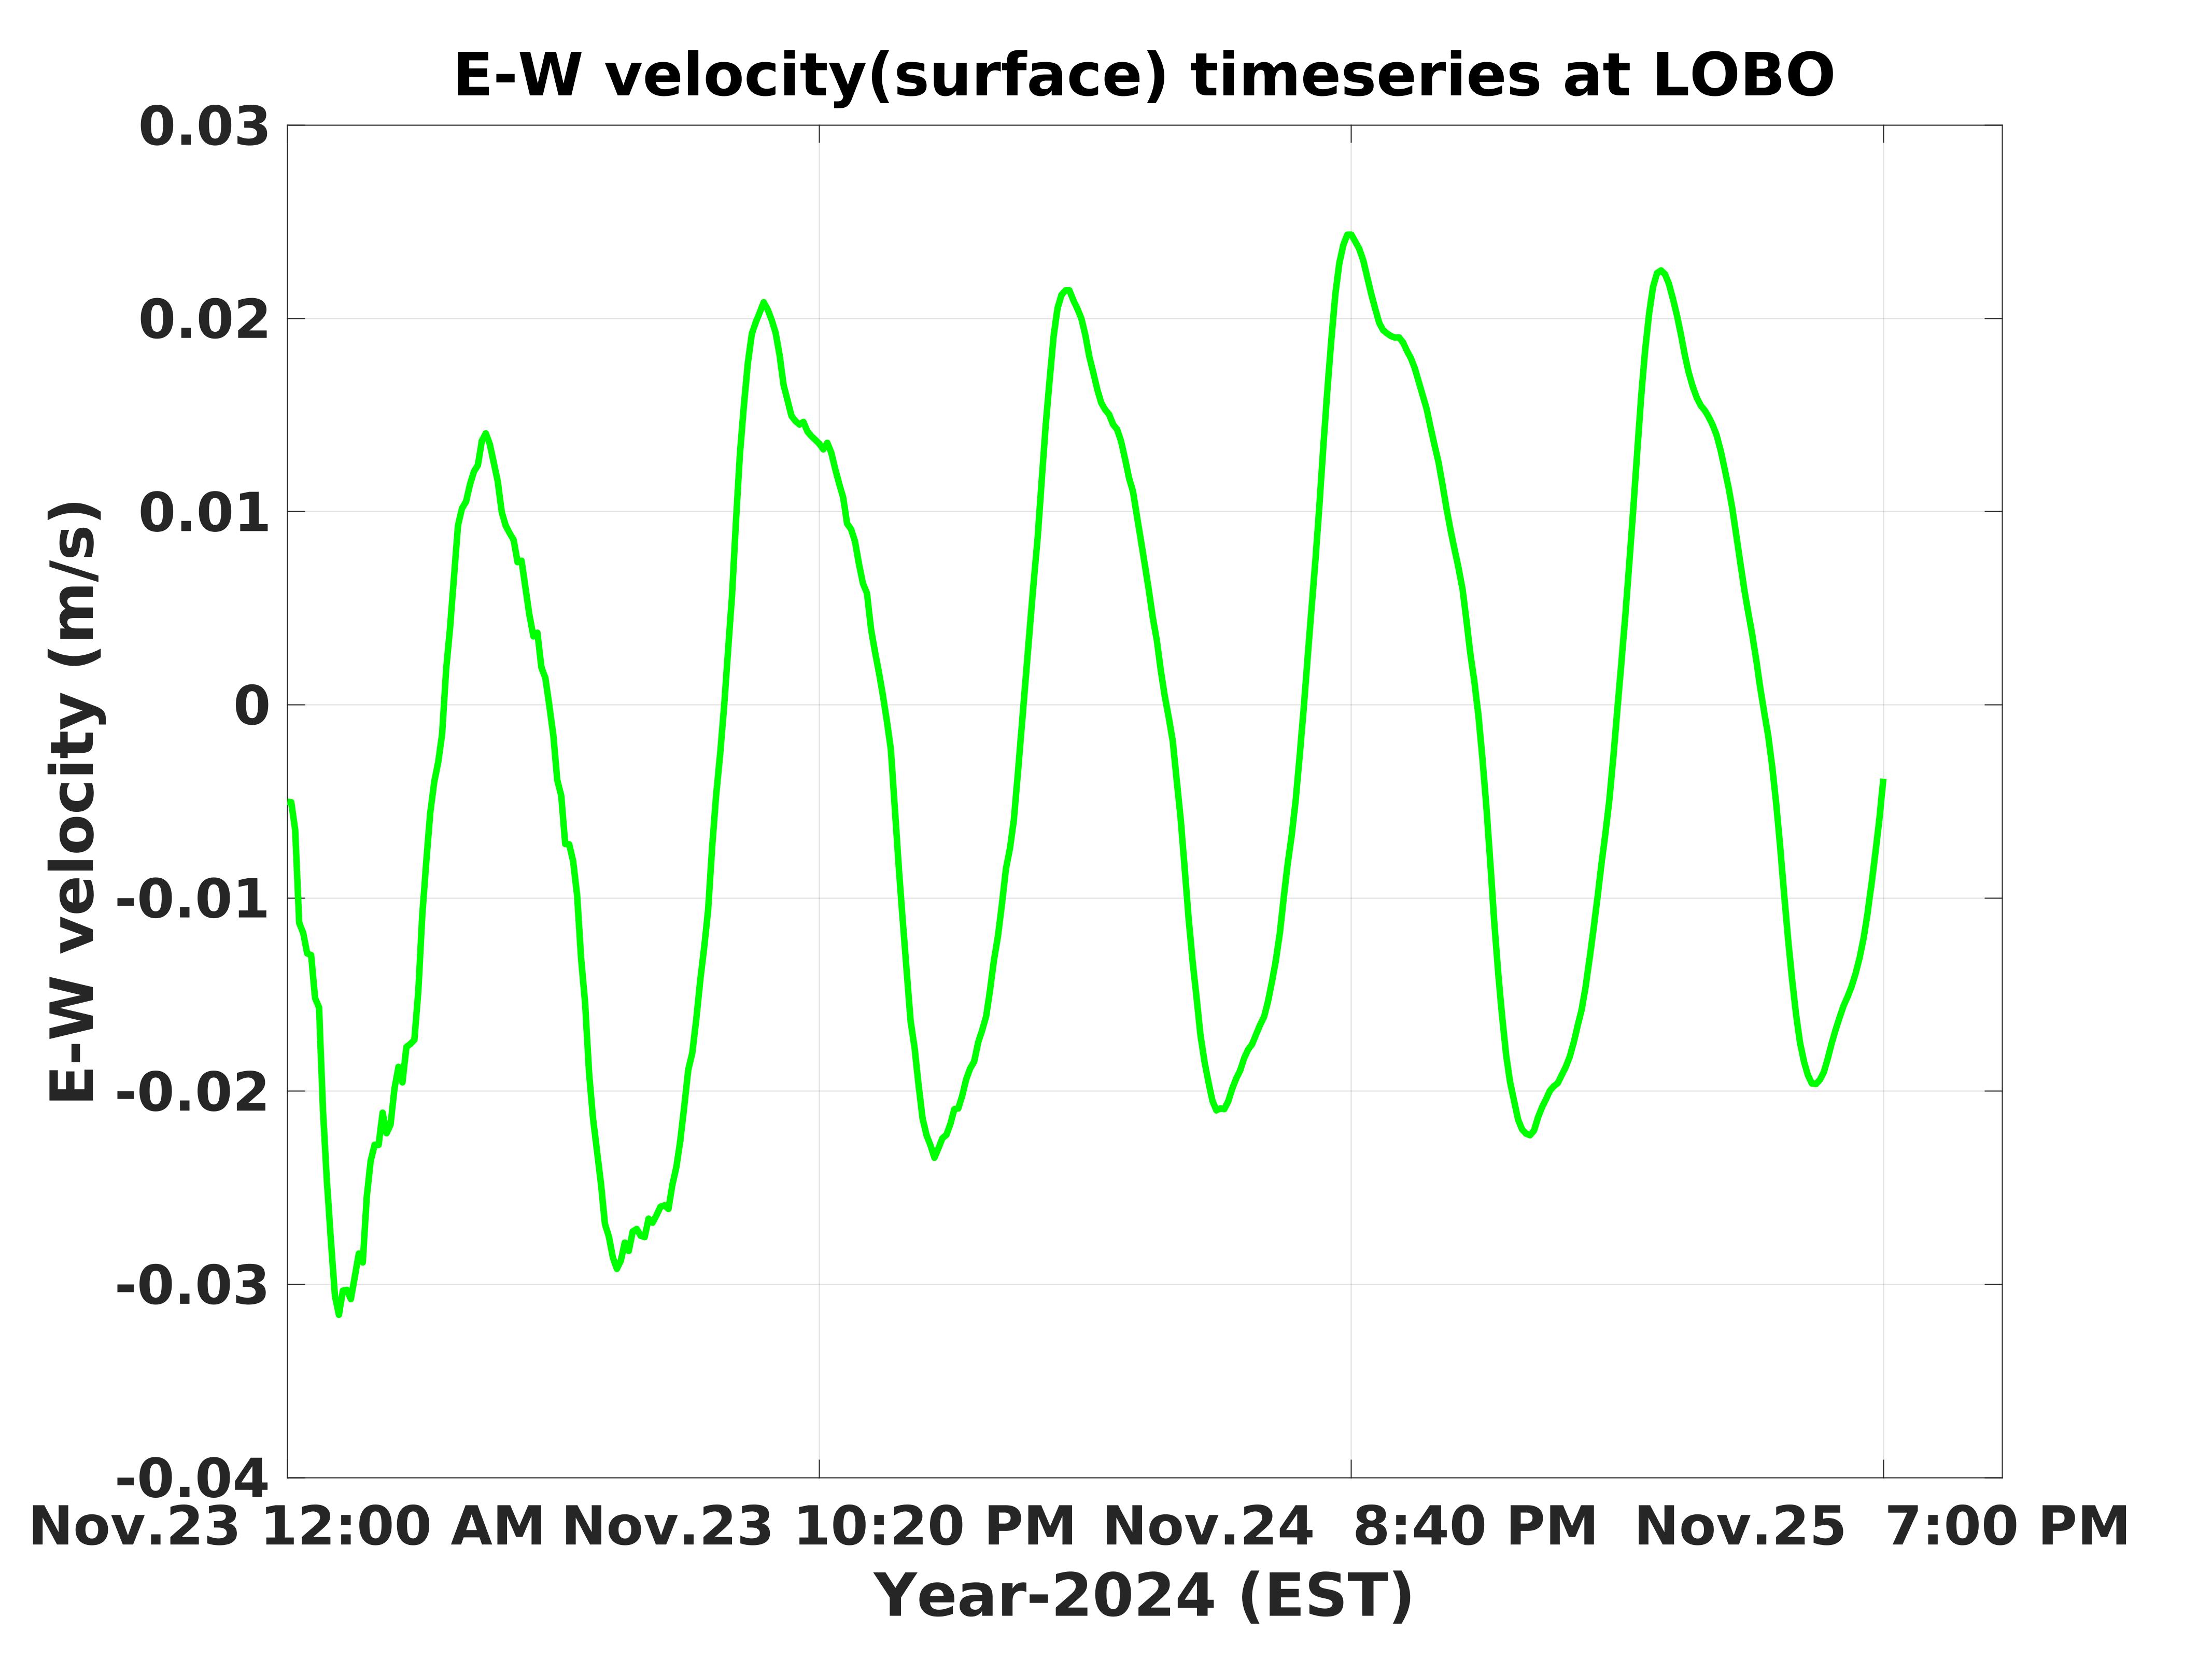 E-W velocity(surface) timeseries at LOBO
0.03
0.02
0.01
0
-0.01
-0.02
-0.03
-0.04
E-W velocity (m/s)
Nov.23 12:00 AM Nov.23 10:20 PM Nov.24 8:40 PM Nov.25 7:00 PM
Year-2024 (EST)